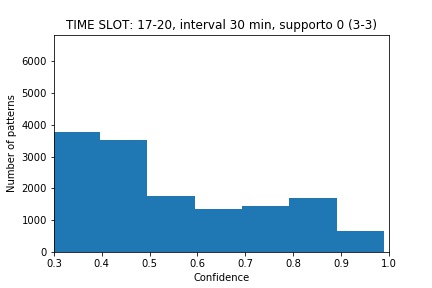 TIME SLOT: 17-20, interval 30 min, supporto 0 (3-3)
Number of patterns
6000
5000
4000
3000
2000
1000
0
0.3 0.4 0.5 0.6 0.7 0.8 0.9 1.0
Confidence